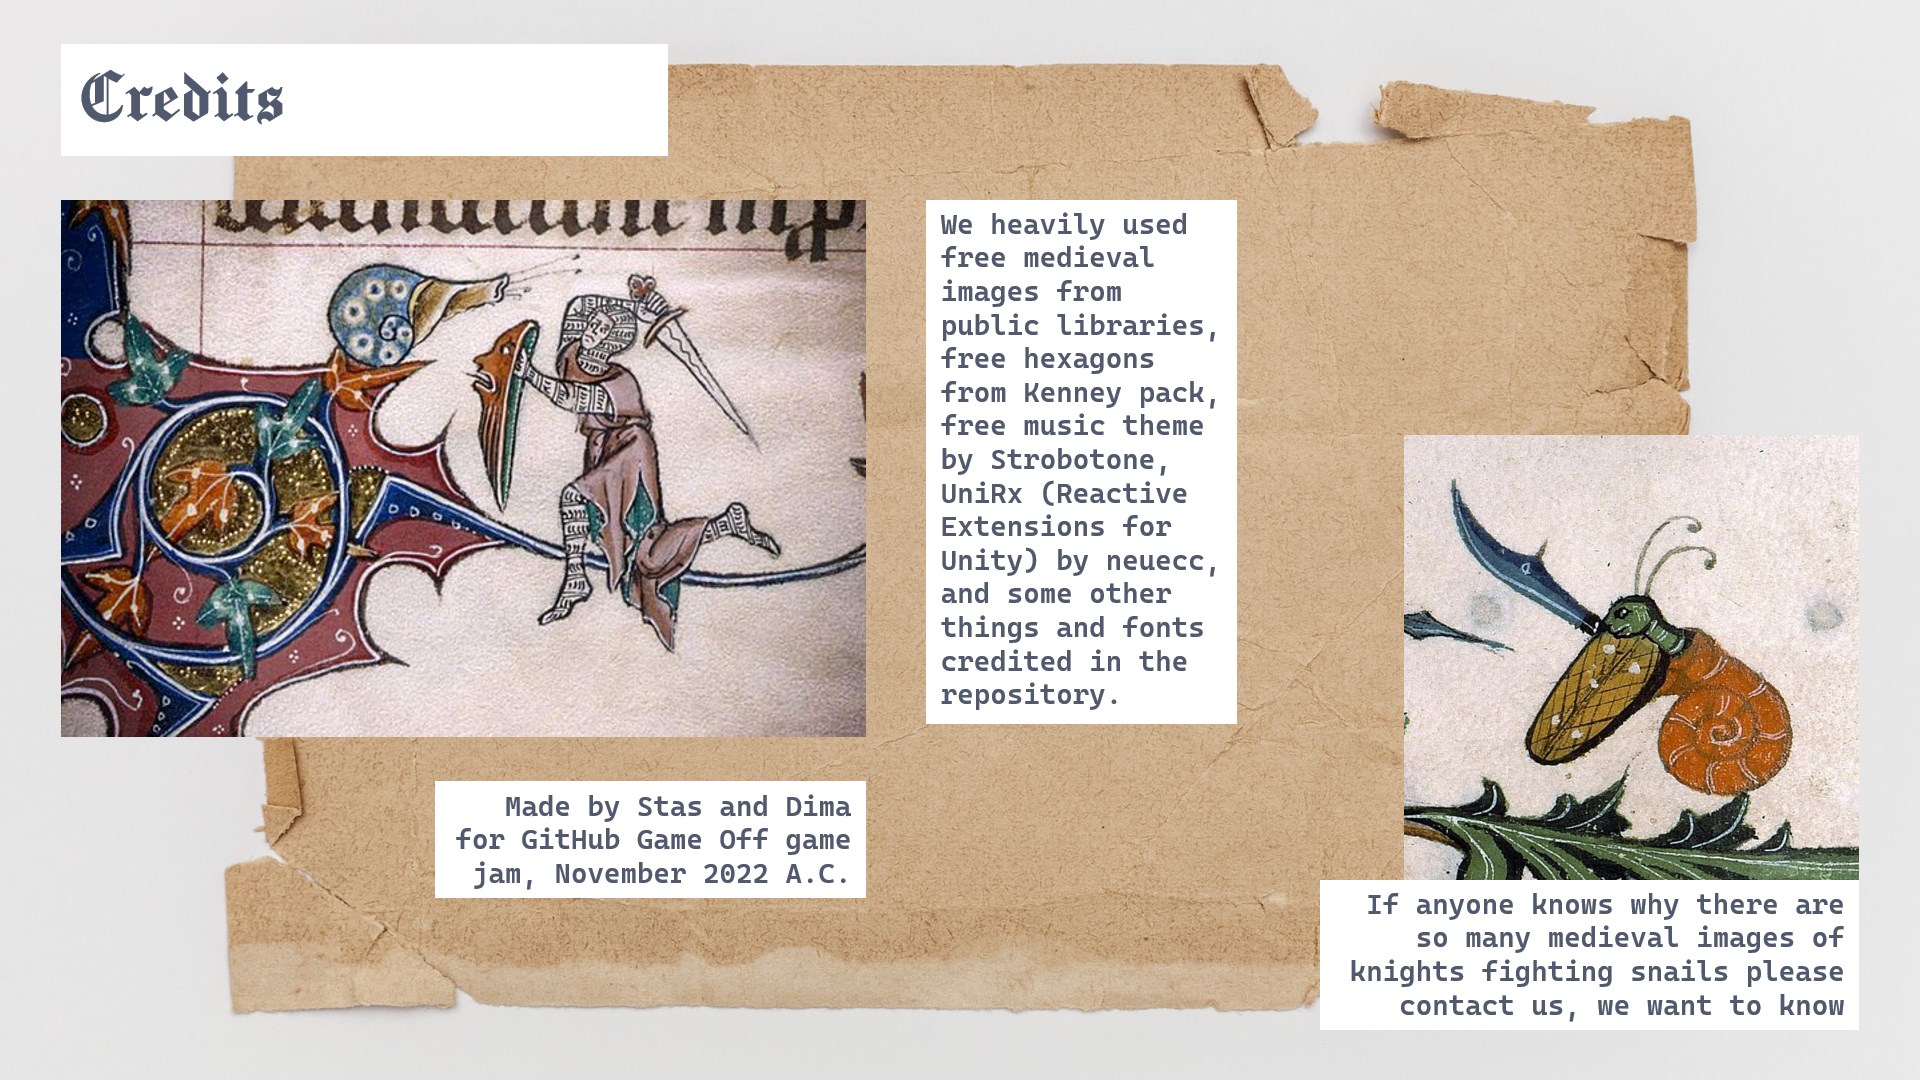 Credits
We heavily used
free medieval
images from
public libraries,
free hexagons
from Kenney pack,
free music theme
by Strobotone,
UniRx (Reactive
Extensions for
Unity) by neuecc,
and some other
things and fonts
credited in the
repository.
Made by Stas and Dima
for GitHub Game Off game
jam, November 2022 A.C.
If anyone knows why there are
so many medieval images of
knights fighting snails please
contact us, we want to know